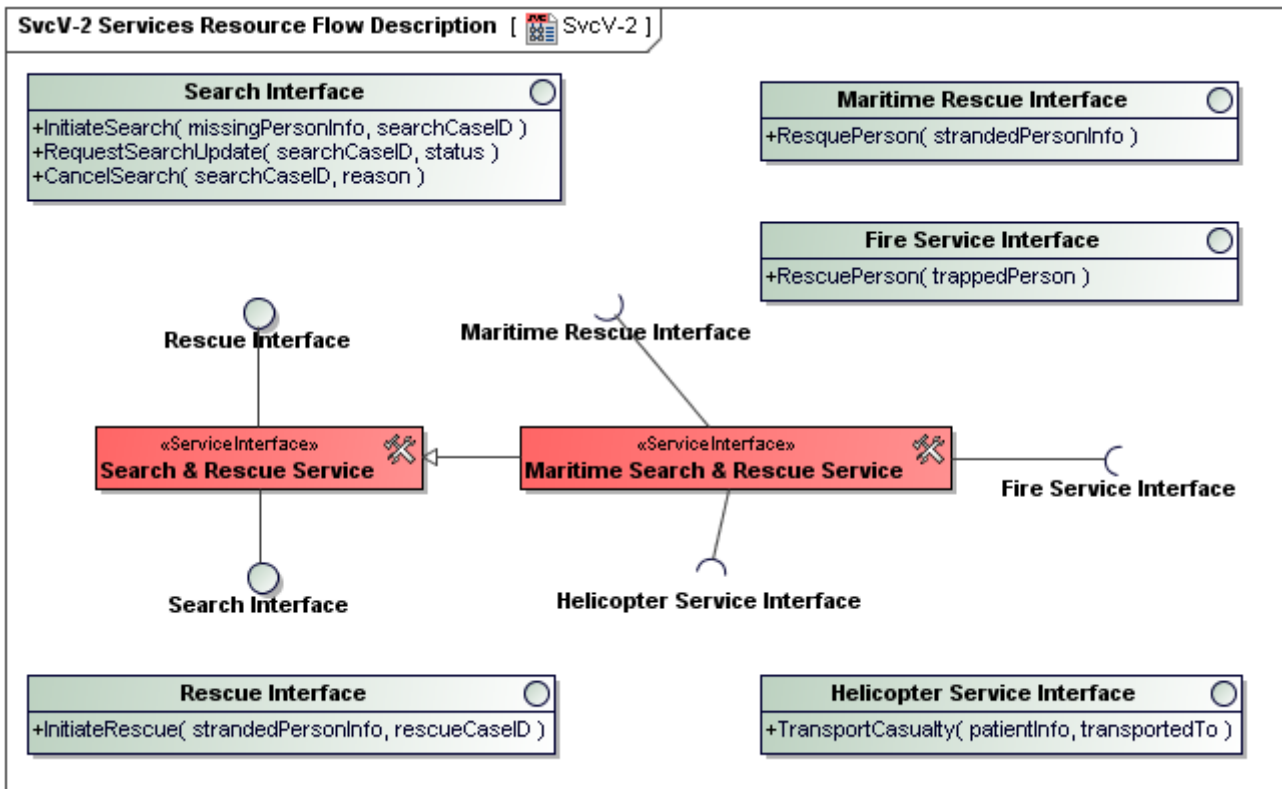 SvcV-2 Services Resource Flow Description [ SvcV-2 ]
Search Interface
+InitiateSearch( missingPersonInfo, searchCaseID )
+RequestSearchUpdate( searchCaseID, status )
+CancelSearch( searchCaseID, reason )
Maritime Rescue Interface
+ResquePerson( strandedPersonInfo )
Fire Service Interface
+RescuePerson( trappedPerson )
Rescue Interface
Maritime Rescue Interface
«ServiceInterface»
Search & Rescue Service
«ServiceInterface»
Maritime Search & Rescue Service
Fire Service Interface
Search Interface
Helicopter Service Interface
Rescue Interface
+InitiateRescue( strandedPersonInfo, rescueCaseID )
Helicopter Service Interface
+TransportCasualty( patientInfo, transportedTo )